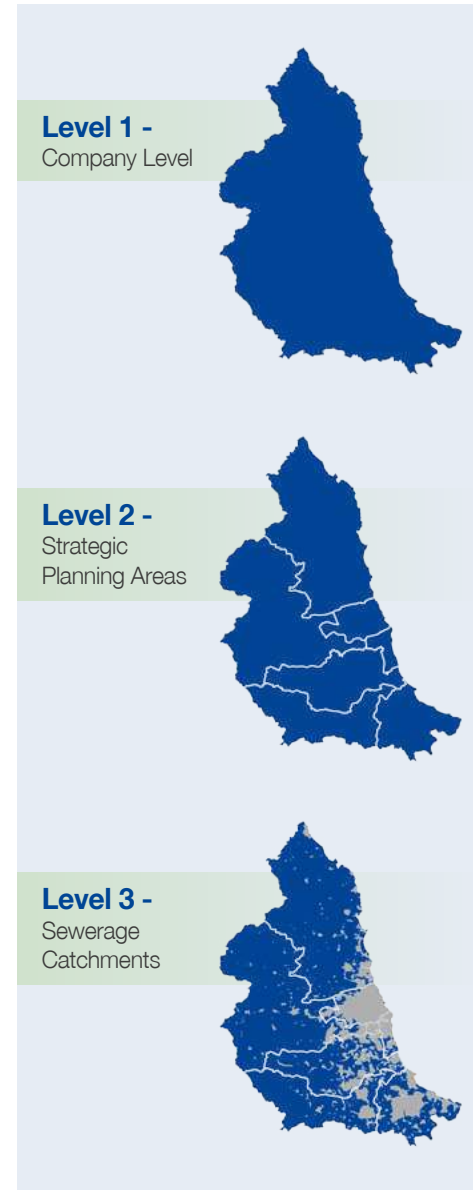 Level 1 -
Company Level
Level 2 -
Strategic
Planning Areas
Level 3 -
Sewerage
Catchments